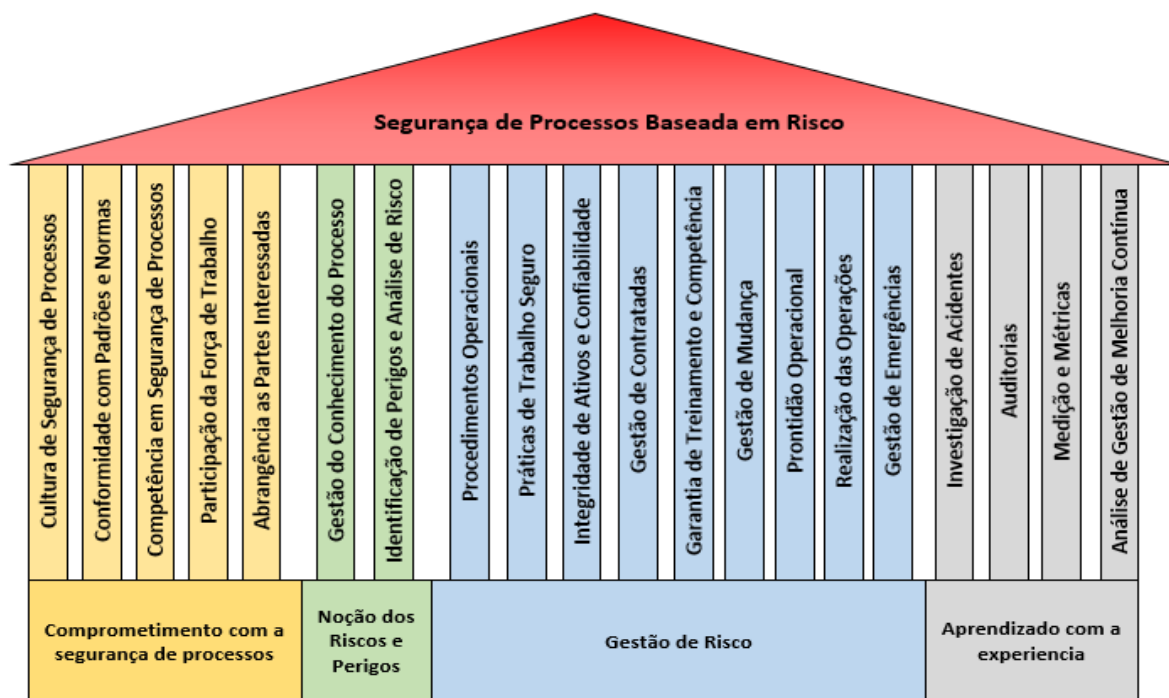 Segurança de Processos Baseada em Risco
Cultura de Segurança de Processos
Conformidade com Padrões e Normas
Competência em Segurança de Processos
Participação da Força de Trabalho
Abrangência as Partes Interessadas
Gestão do Conhecimento do Processo
Identificação de Perigos e Análise de Risco
Procedimentos Operacionais
Práticas de Trabalho Seguro
Integridade de Ativos e Confiabilidade
Gestão de Contratadas
Garantia de Treinamento e Competência
Gestão de Mudança
Prontidão Operacional
Realização das Operações
Gestão de Emergências
Investigação de Acidentes
Auditorias
Medição e Métricas
Análise de Gestão de Melhoria Contínua
Comprometimento com a
segurança de processos
Noção dos
Riscos e
Perigos
Gestão de Risco
Aprendizado com a
experiencia